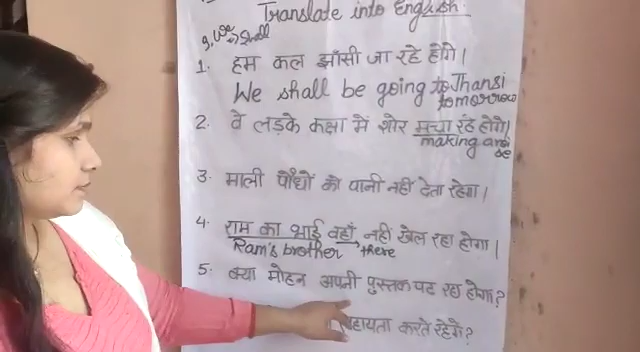 Translate into English.
I, We → Shall
1. हम कल झाँसी जा रहे होंगे।
We shall be going to Jhansi
tomorrow
2. वे लड़के कक्षा में शोर मचा रहे होंगे।
making
be
3. माली पौधों को पानी नहीं देता रहेगा।
4. राम का भाई वहाँ नहीं खेल रहा होगा।
Ram's brother there
5. क्या मोहन अपनी पुस्तक पढ़ रहा होगा?
सहायता करते रहेंगे?